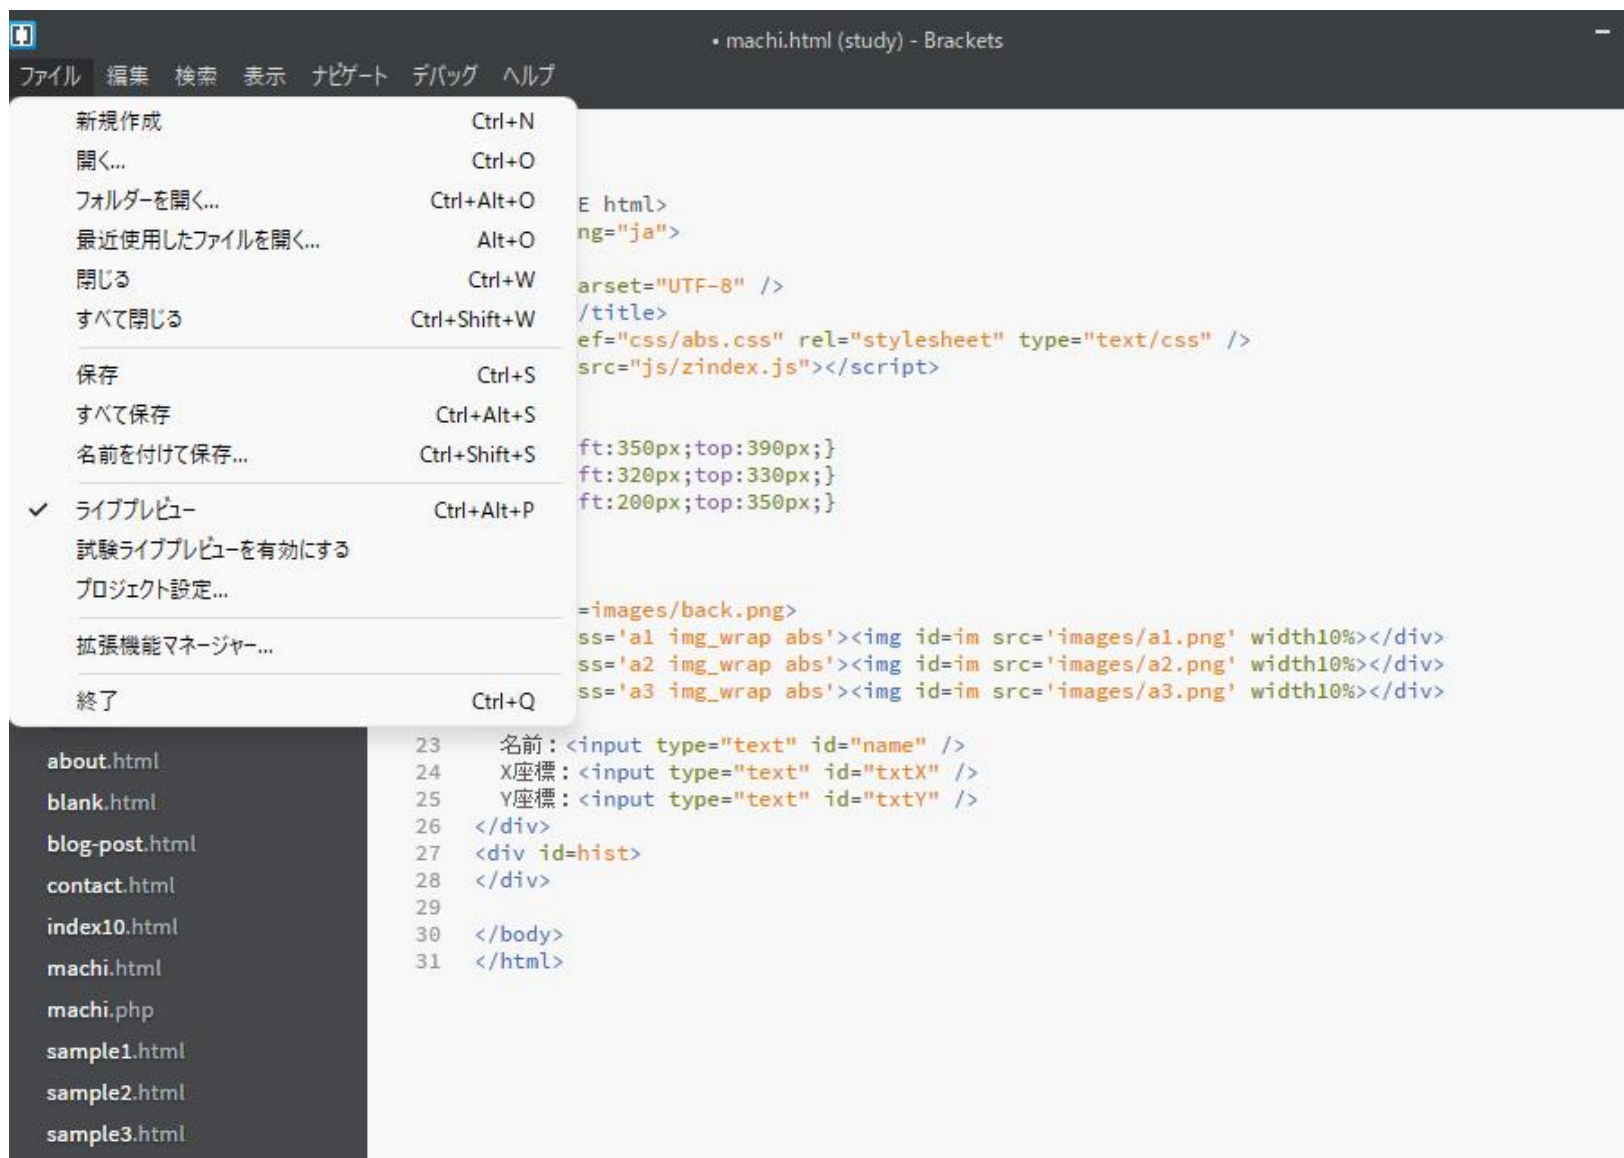 • machi.html (study) - Brackets
ファイル 編集 検索 表示 ナビゲート デバッグ ヘルプ
新規作成 Ctrl+N
開く... Ctrl+O
フォルダーを開く... Ctrl+Alt+O
最近使用したファイルを開く... Alt+O
閉じる Ctrl+W
すべて閉じる Ctrl+Shift+W
保存 Ctrl+S
すべて保存 Ctrl+Alt+S
名前を付けて保存... Ctrl+Shift+S
ライブプレビュー Ctrl+Alt+P
試験ライブプレビューを有効にする
プロジェクト設定...
拡張機能マネージャー...
終了 Ctrl+Q
about.html
blank.html
blog-post.html
contact.html
index10.html
machi.html
machi.php
sample1.html
sample2.html
sample3.html
E html>
ng="ja">
arset="UTF-8" />
/title>
ef="css/abs.css" rel="stylesheet" type="text/css" />
src="js/zindex.js"></script>
ft:350px;top:390px;}
ft:320px;top:330px;}
ft:200px;top:350px;}
=images/back.png>
ss='a1 img_wrap abs'><img id=im src='images/a1.png' width10%></div>
ss='a2 img_wrap abs'><img id=im src='images/a2.png' width10%></div>
ss='a3 img_wrap abs'><img id=im src='images/a3.png' width10%></div>
23 名前：<input type="text" id="name" />
24 X座標：<input type="text" id="txtX" />
25 Y座標：<input type="text" id="txtY" />
26 </div>
27 <div id=hist>
28 </div>
29
30 </body>
31 </html>